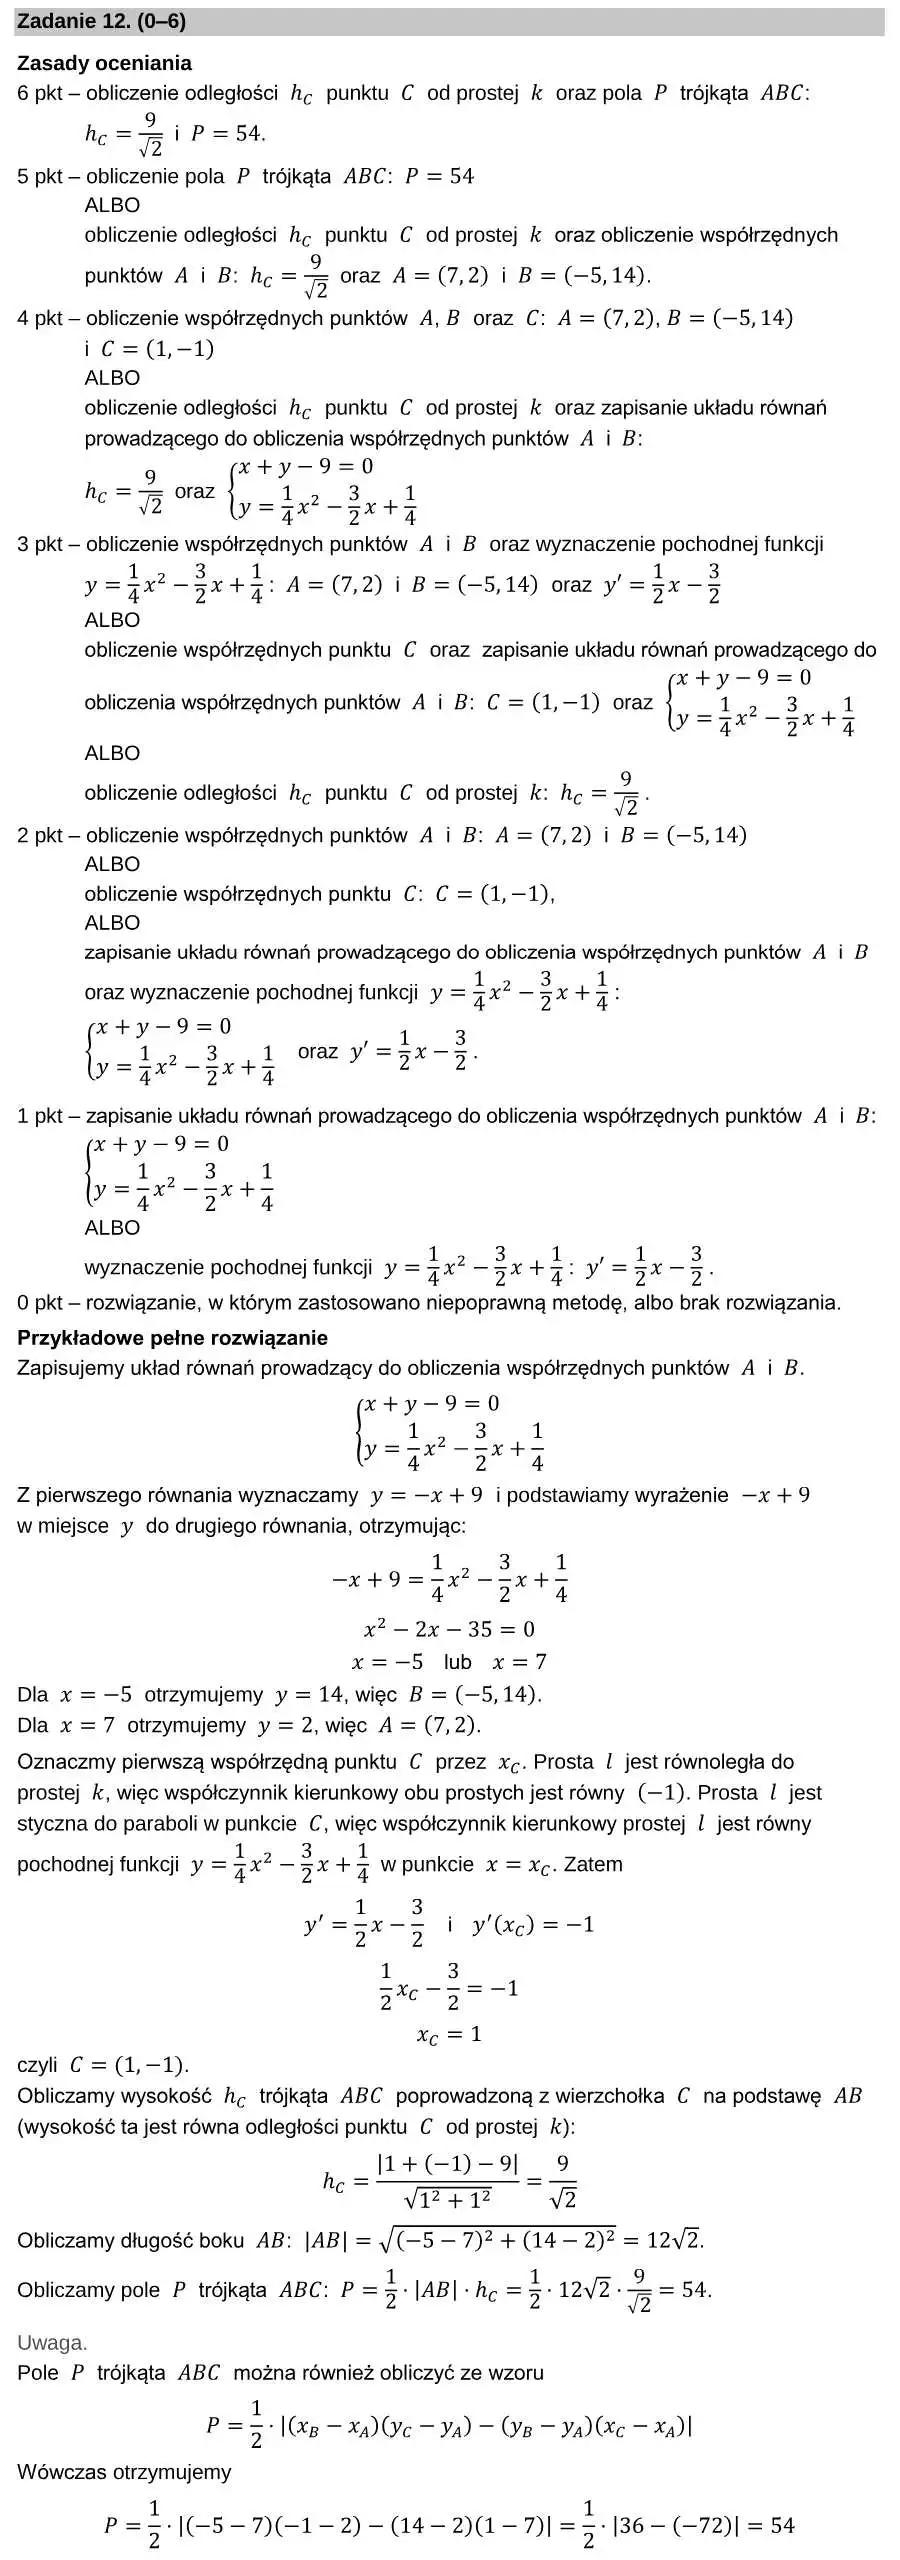 Zadanie 12. (0–6)
Zasady oceniania
6 pkt – obliczenie odległości h_C punktu C od prostej k oraz pola P trójkąta ABC:
h_C = 9/√2 i P = 54.
5 pkt – obliczenie pola P trójkąta ABC: P = 54
ALBO
obliczenie odległości h_C punktu C od prostej k oraz obliczenie współrzędnych
punktów A i B: h_C = 9/√2 oraz A = (7, 2) i B = (−5, 14).
4 pkt – obliczenie współrzędnych punktów A, B oraz C: A = (7, 2), B = (−5, 14)
i C = (1, −1)
ALBO
obliczenie odległości h_C punktu C od prostej k oraz zapisanie układu równań
prowadzącego do obliczenia współrzędnych punktów A i B:
h_C = 9/√2 oraz { x + y − 9 = 0
y = 1/4 x² − 3/2 x + 1/4
3 pkt – obliczenie współrzędnych punktów A i B oraz wyznaczenie pochodnej funkcji
y = 1/4 x² − 3/2 x + 1/4 : A = (7, 2) i B = (−5, 14) oraz y′ = 1/2 x − 3/2
ALBO
obliczenie współrzędnych punktu C oraz zapisanie układu równań prowadzącego do
obliczenia współrzędnych punktów A i B: C = (1, −1) oraz { x + y − 9 = 0
y = 1/4 x² − 3/2 x + 1/4
ALBO
obliczenie odległości h_C punktu C od prostej k: h_C = 9/√2 .
2 pkt – obliczenie współrzędnych punktów A i B: A = (7, 2) i B = (−5, 14)
ALBO
obliczenie współrzędnych punktu C: C = (1, −1),
ALBO
zapisanie układu równań prowadzącego do obliczenia współrzędnych punktów A i B
oraz wyznaczenie pochodnej funkcji y = 1/4 x² − 3/2 x + 1/4 :
{ x + y − 9 = 0
y = 1/4 x² − 3/2 x + 1/4 oraz y′ = 1/2 x − 3/2 .
1 pkt – zapisanie układu równań prowadzącego do obliczenia współrzędnych punktów A i B:
{ x + y − 9 = 0
y = 1/4 x² − 3/2 x + 1/4
ALBO
wyznaczenie pochodnej funkcji y = 1/4 x² − 3/2 x + 1/4 : y′ = 1/2 x − 3/2 .
0 pkt – rozwiązanie, w którym zastosowano niepoprawną metodę, albo brak rozwiązania.
Przykładowe pełne rozwiązanie
Zapisujemy układ równań prowadzący do obliczenia współrzędnych punktów A i B.
{ x + y − 9 = 0
y = 1/4 x² − 3/2 x + 1/4
Z pierwszego równania wyznaczamy y = −x + 9 i podstawiamy wyrażenie −x + 9
w miejsce y do drugiego równania, otrzymując:
−x + 9 = 1/4 x² − 3/2 x + 1/4
x² − 2x − 35 = 0
x = −5 lub x = 7
Dla x = −5 otrzymujemy y = 14, więc B = (−5, 14).
Dla x = 7 otrzymujemy y = 2, więc A = (7, 2).
Oznaczmy pierwszą współrzędną punktu C przez x_C. Prosta l jest równoległa do
prostej k, więc współczynnik kierunkowy obu prostych jest równy (−1). Prosta l jest
styczna do paraboli w punkcie C, więc współczynnik kierunkowy prostej l jest równy
pochodnej funkcji y = 1/4 x² − 3/2 x + 1/4 w punkcie x = x_C. Zatem
y′ = 1/2 x − 3/2 i y′(x_C) = −1
1/2 x_C − 3/2 = −1
x_C = 1
czyli C = (1, −1).
Obliczamy wysokość h_C trójkąta ABC poprowadzoną z wierzchołka C na podstawę AB
(wysokość ta jest równa odległości punktu C od prostej k):
h_C = |1 + (−1) − 9|/√(1² + 1²) = 9/√2
Obliczamy długość boku AB: |AB| = √((−5 − 7)² + (14 − 2)²) = 12√2.
Obliczamy pole P trójkąta ABC: P = 1/2 · |AB| · h_C = 1/2 · 12√2 · 9/√2 = 54.
Uwaga.
Pole P trójkąta ABC można również obliczyć ze wzoru
P = 1/2 · |(x_B − x_A)(y_C − y_A) − (y_B − y_A)(x_C − x_A)|
Wówczas otrzymujemy
P = 1/2 · |(−5 − 7)(−1 − 2) − (14 − 2)(1 − 7)| = 1/2 · |36 − (−72)| = 54